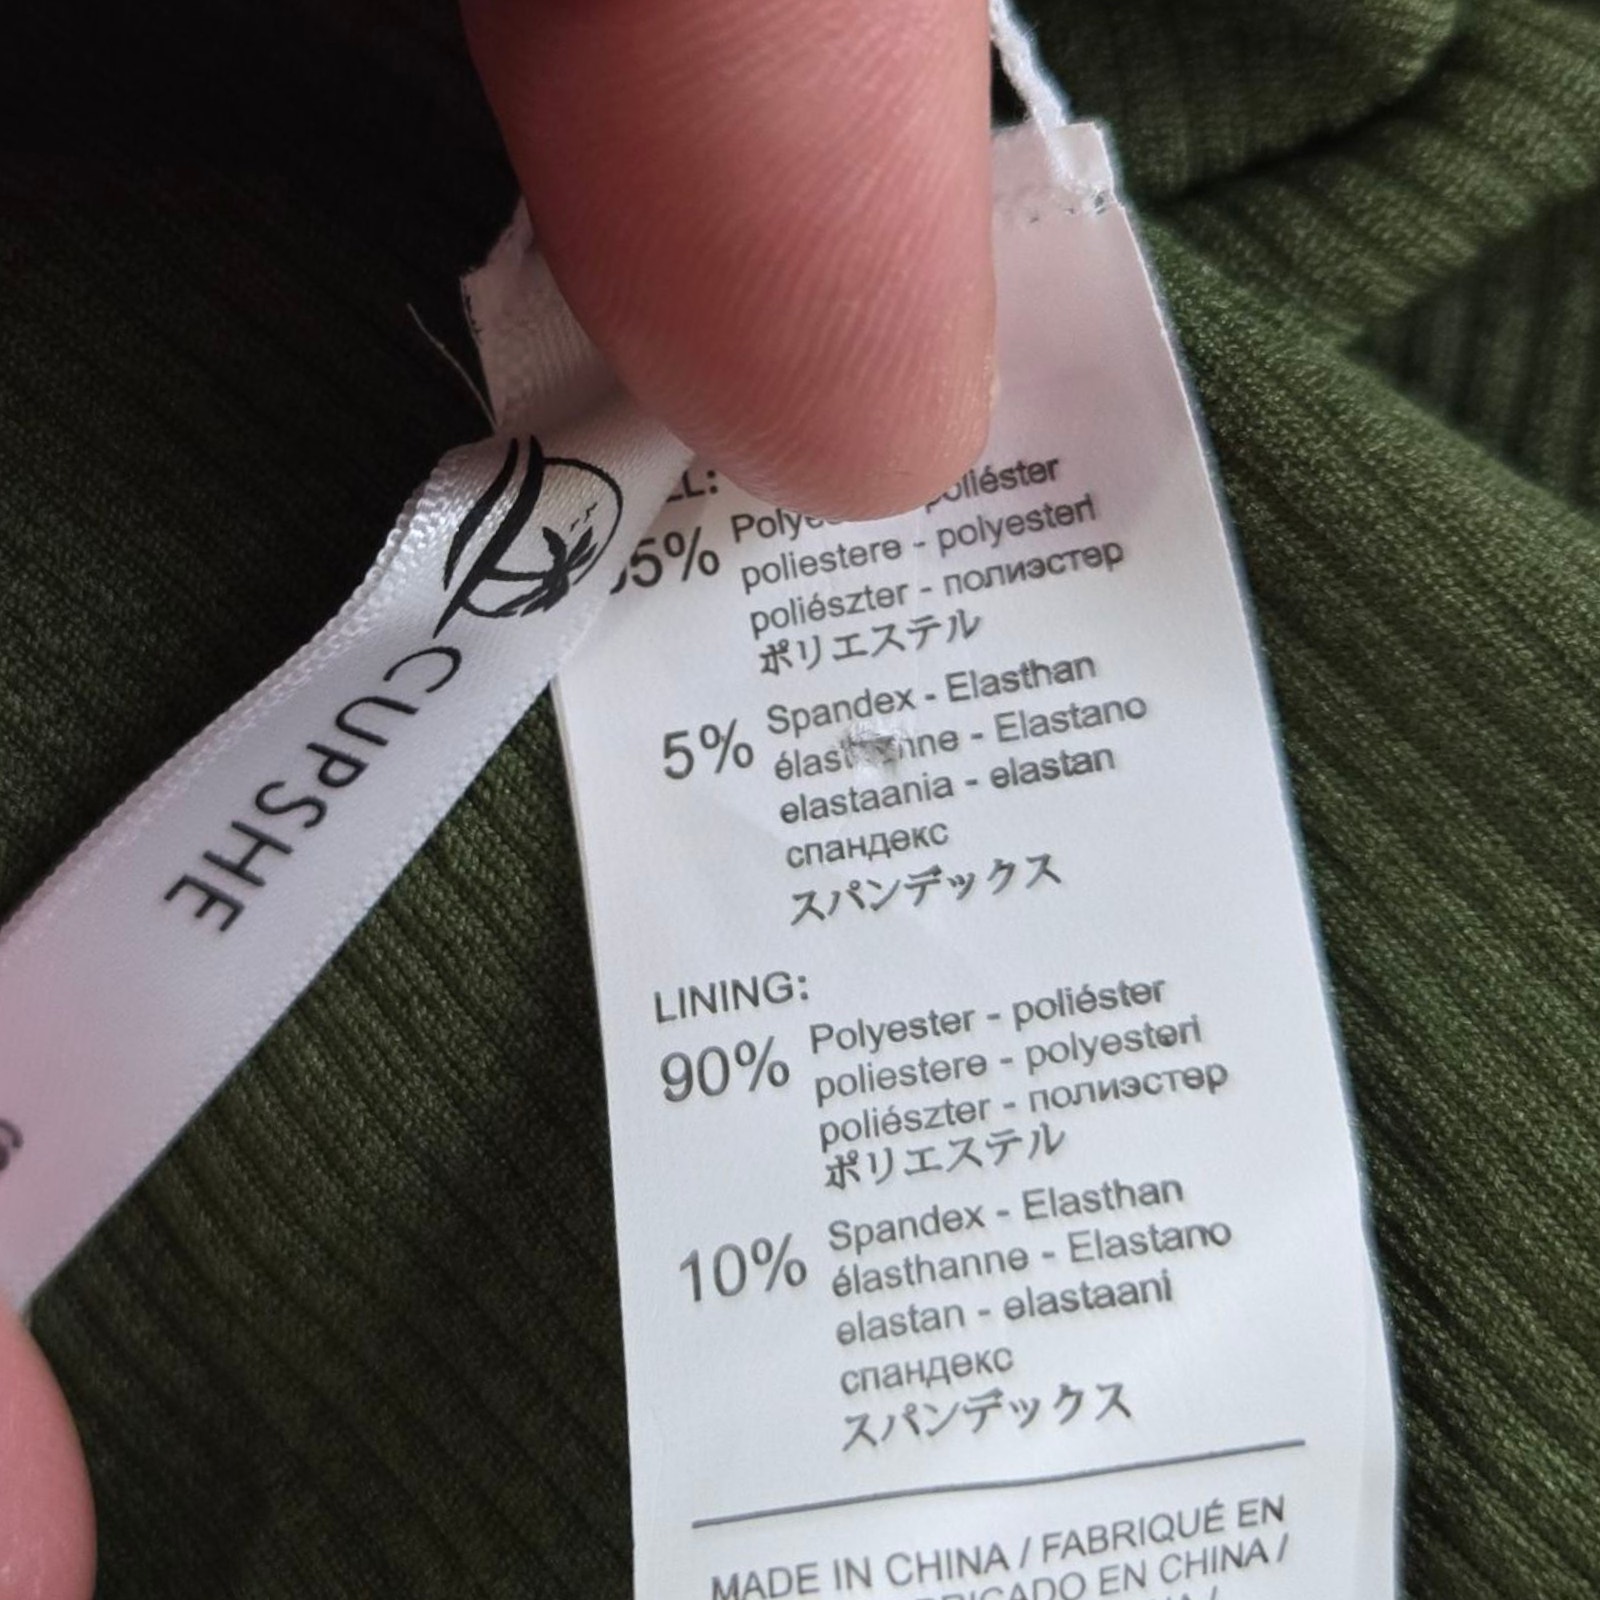 CUPSHE
5% Spandex - Elasthan
- Elastano
elastaania - elastan
спандекс
スパンデックス
poliéster
poliestere - polyesteri
poliészter - полиэстер
ポリエステル
LINING:
90% Polyester - poliéster
poliestere - polyesteri
poliészter - полиэстер
ポリエステル
10% Spandex - Elasthan
élasthanne - Elastano
elastan - elastaani
спандекс
スパンデックス
MADE IN CHINA / FABRIQUÉ EN
EN CHINA /